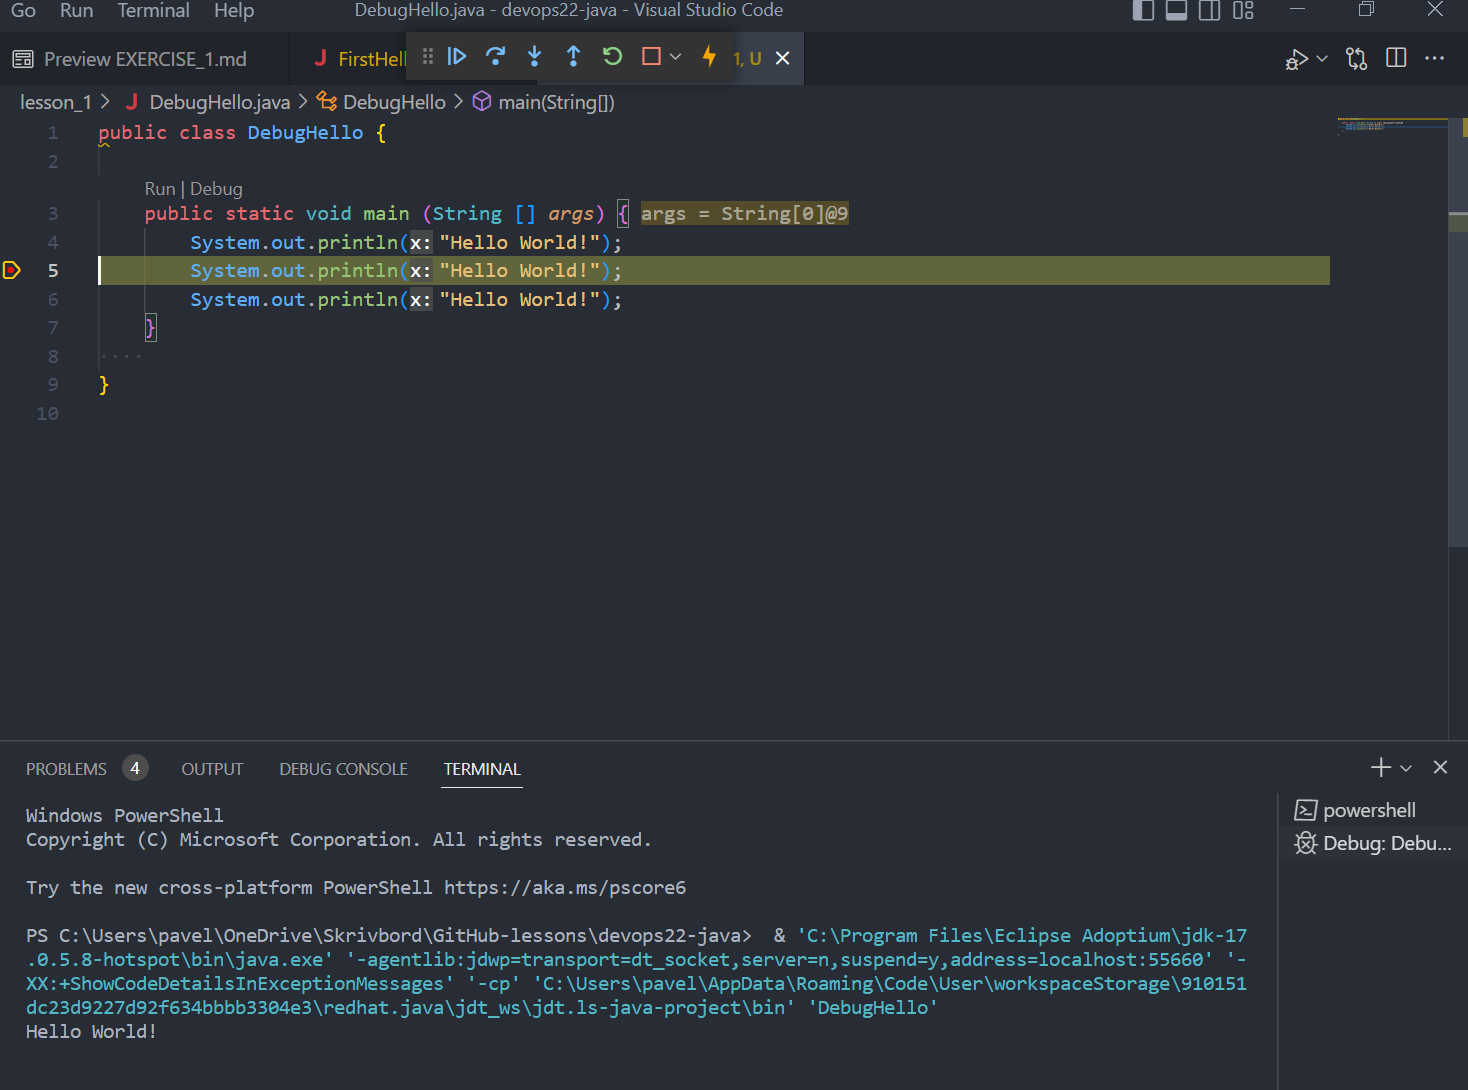 Go Run Terminal Help DebugHello.java - devops22-java - Visual Studio Code
Preview EXERCISE_1.md J FirstHell 1, U
lesson_1 > J DebugHello.java > DebugHello > main(String[])
1 public class DebugHello {
2
Run | Debug
3 public static void main (String [] args) { args = String[0]@9
4 System.out.println(x: "Hello World!");
5 System.out.println(x: "Hello World!");
6 System.out.println(x: "Hello World!");
7 }
8 ····
9 }
10
PROBLEMS 4 OUTPUT DEBUG CONSOLE TERMINAL
Windows PowerShell
Copyright (C) Microsoft Corporation. All rights reserved.
Try the new cross-platform PowerShell https://aka.ms/pscore6
PS C:\Users\pavel\OneDrive\Skrivbord\GitHub-lessons\devops22-java>  & 'C:\Program Files\Eclipse Adoptium\jdk-17
.0.5.8-hotspot\bin\java.exe' '-agentlib:jdwp=transport=dt_socket,server=n,suspend=y,address=localhost:55660' '-
XX:+ShowCodeDetailsInExceptionMessages' '-cp' 'C:\Users\pavel\AppData\Roaming\Code\User\workspaceStorage\910151
dc23d9227d92f634bbbb3304e3\redhat.java\jdt_ws\jdt.ls-java-project\bin' 'DebugHello'
Hello World!
powershell
Debug: Debu...